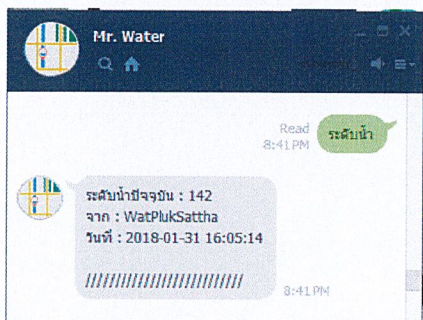 Mr. Water
Read
8:41 PM
ระดับน้ำ
ระดับน้ำปัจจุบัน : 142
จาก : WatPlukSattha
วันที่ : 2018-01-31 16:05:14
///////////////////////////
8:41 PM